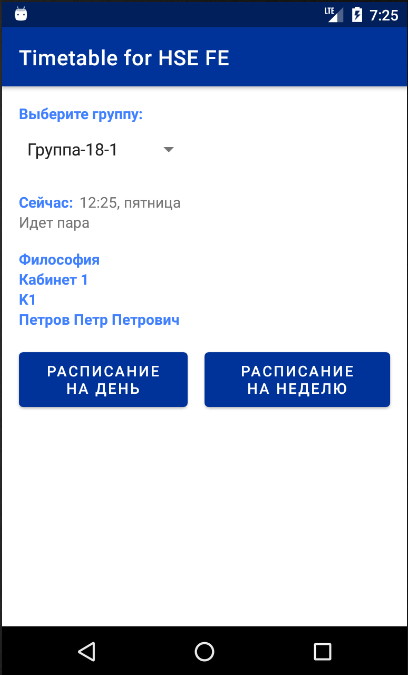 LTE 7:25
Timetable for HSE FE
Выберите группу:
Группа-18-1
Сейчас: 12:25, пятница
Идет пара
Философия
Кабинет 1
K1
Петров Петр Петрович
РАСПИСАНИЕ
НА ДЕНЬ
РАСПИСАНИЕ
НА НЕДЕЛЮ